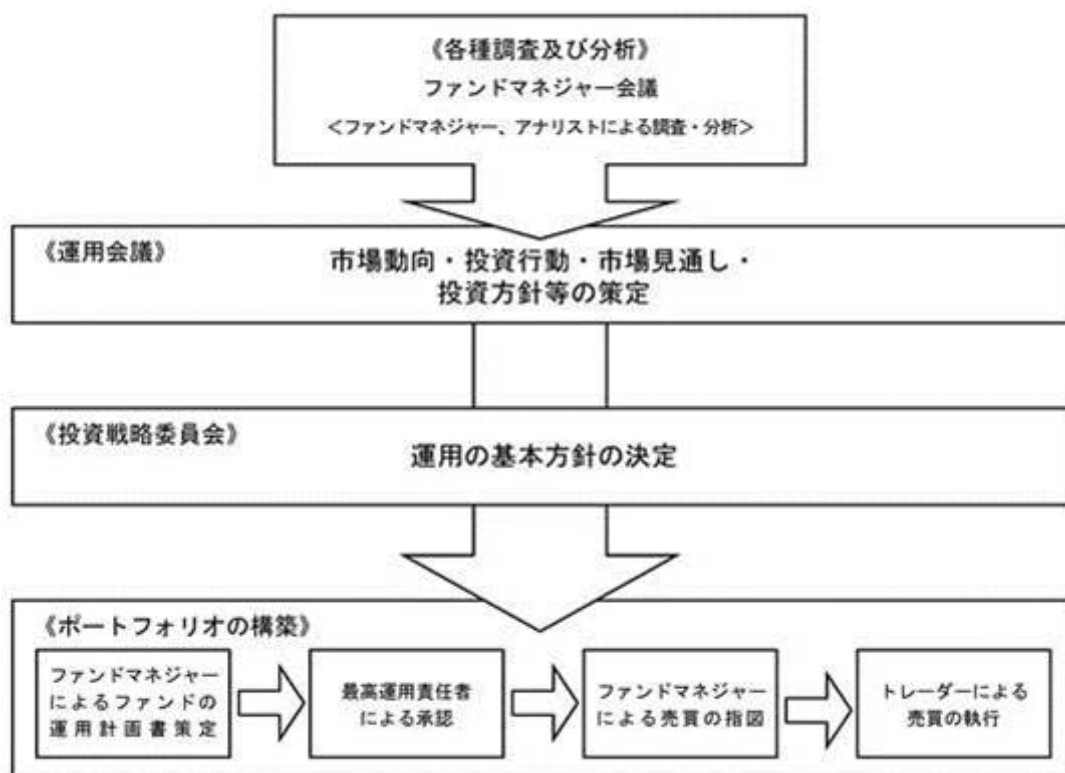 《各種調査及び分析》
ファンドマネジャー会議
＜ファンドマネジャー、アナリストによる調査・分析＞
《運用会議》
市場動向・投資行動・市場見通し・
投資方針等の策定
《投資戦略委員会》
運用の基本方針の決定
《ポートフォリオの構築》
ファンドマネジャー
によるファンドの
運用計画書策定
最高運用責任者
による承認
ファンドマネジャー
による売買の指図
トレーダーによる
売買の執行